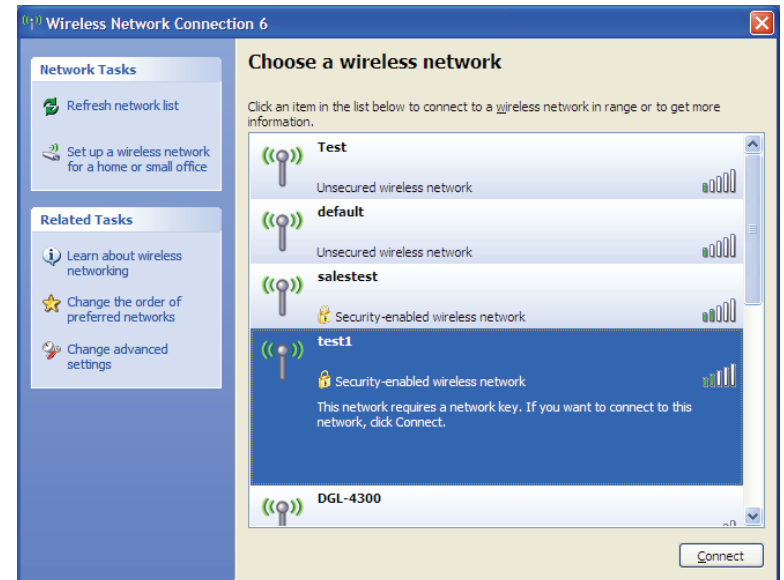 Wireless Network Connection 6
Network Tasks
Refresh network list
Set up a wireless network
for a home or small office
Related Tasks
Learn about wireless
networking
Change the order of
preferred networks
Change advanced
settings
Choose a wireless network
Click an item in the list below to connect to a wireless network in range or to get more
information.
Test
Unsecured wireless network
default
Unsecured wireless network
salestest
Security-enabled wireless network
test1
Security-enabled wireless network
This network requires a network key. If you want to connect to this
network, click Connect.
DGL-4300
Connect